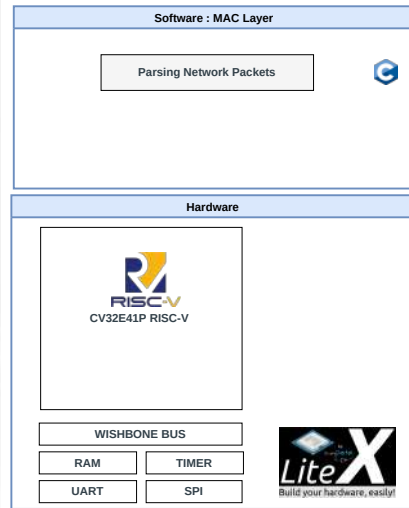 Software : MAC Layer
Parsing Network Packets
C
Hardware
RISC-V
CV32E41P RISC-V
WISHBONE BUS
RAM
TIMER
UART
SPI
LiteX
Build your hardware, easily!